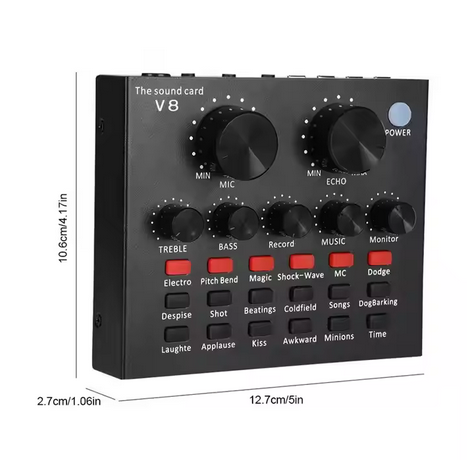 The sound card
V8
POWER
MIN
MIC
MIN
MAX
ECHO
TREBLE
BASS
Record
MUSIC
Monitor
Electro
Pitch Bend
Magic
Shock-Wave
MC
Dodge
Despise
Shot
Beatings
Coldfield
Songs
DogBarking
Laughte
Applause
Kiss
Awkward
Minions
Time
10.6cm/4.17in
2.7cm/1.06in
12.7cm/5in